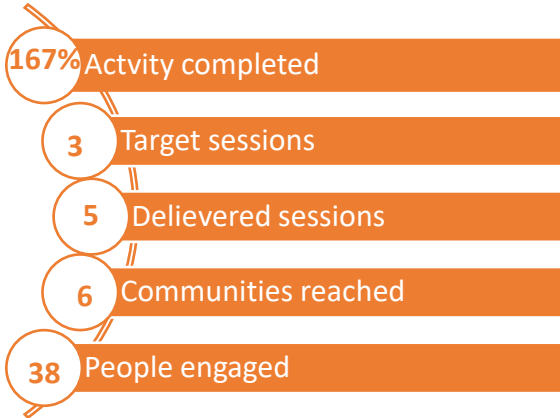 167% Actvity completed
3 Target sessions
5 Delievered sessions
6 Communities reached
38 People engaged